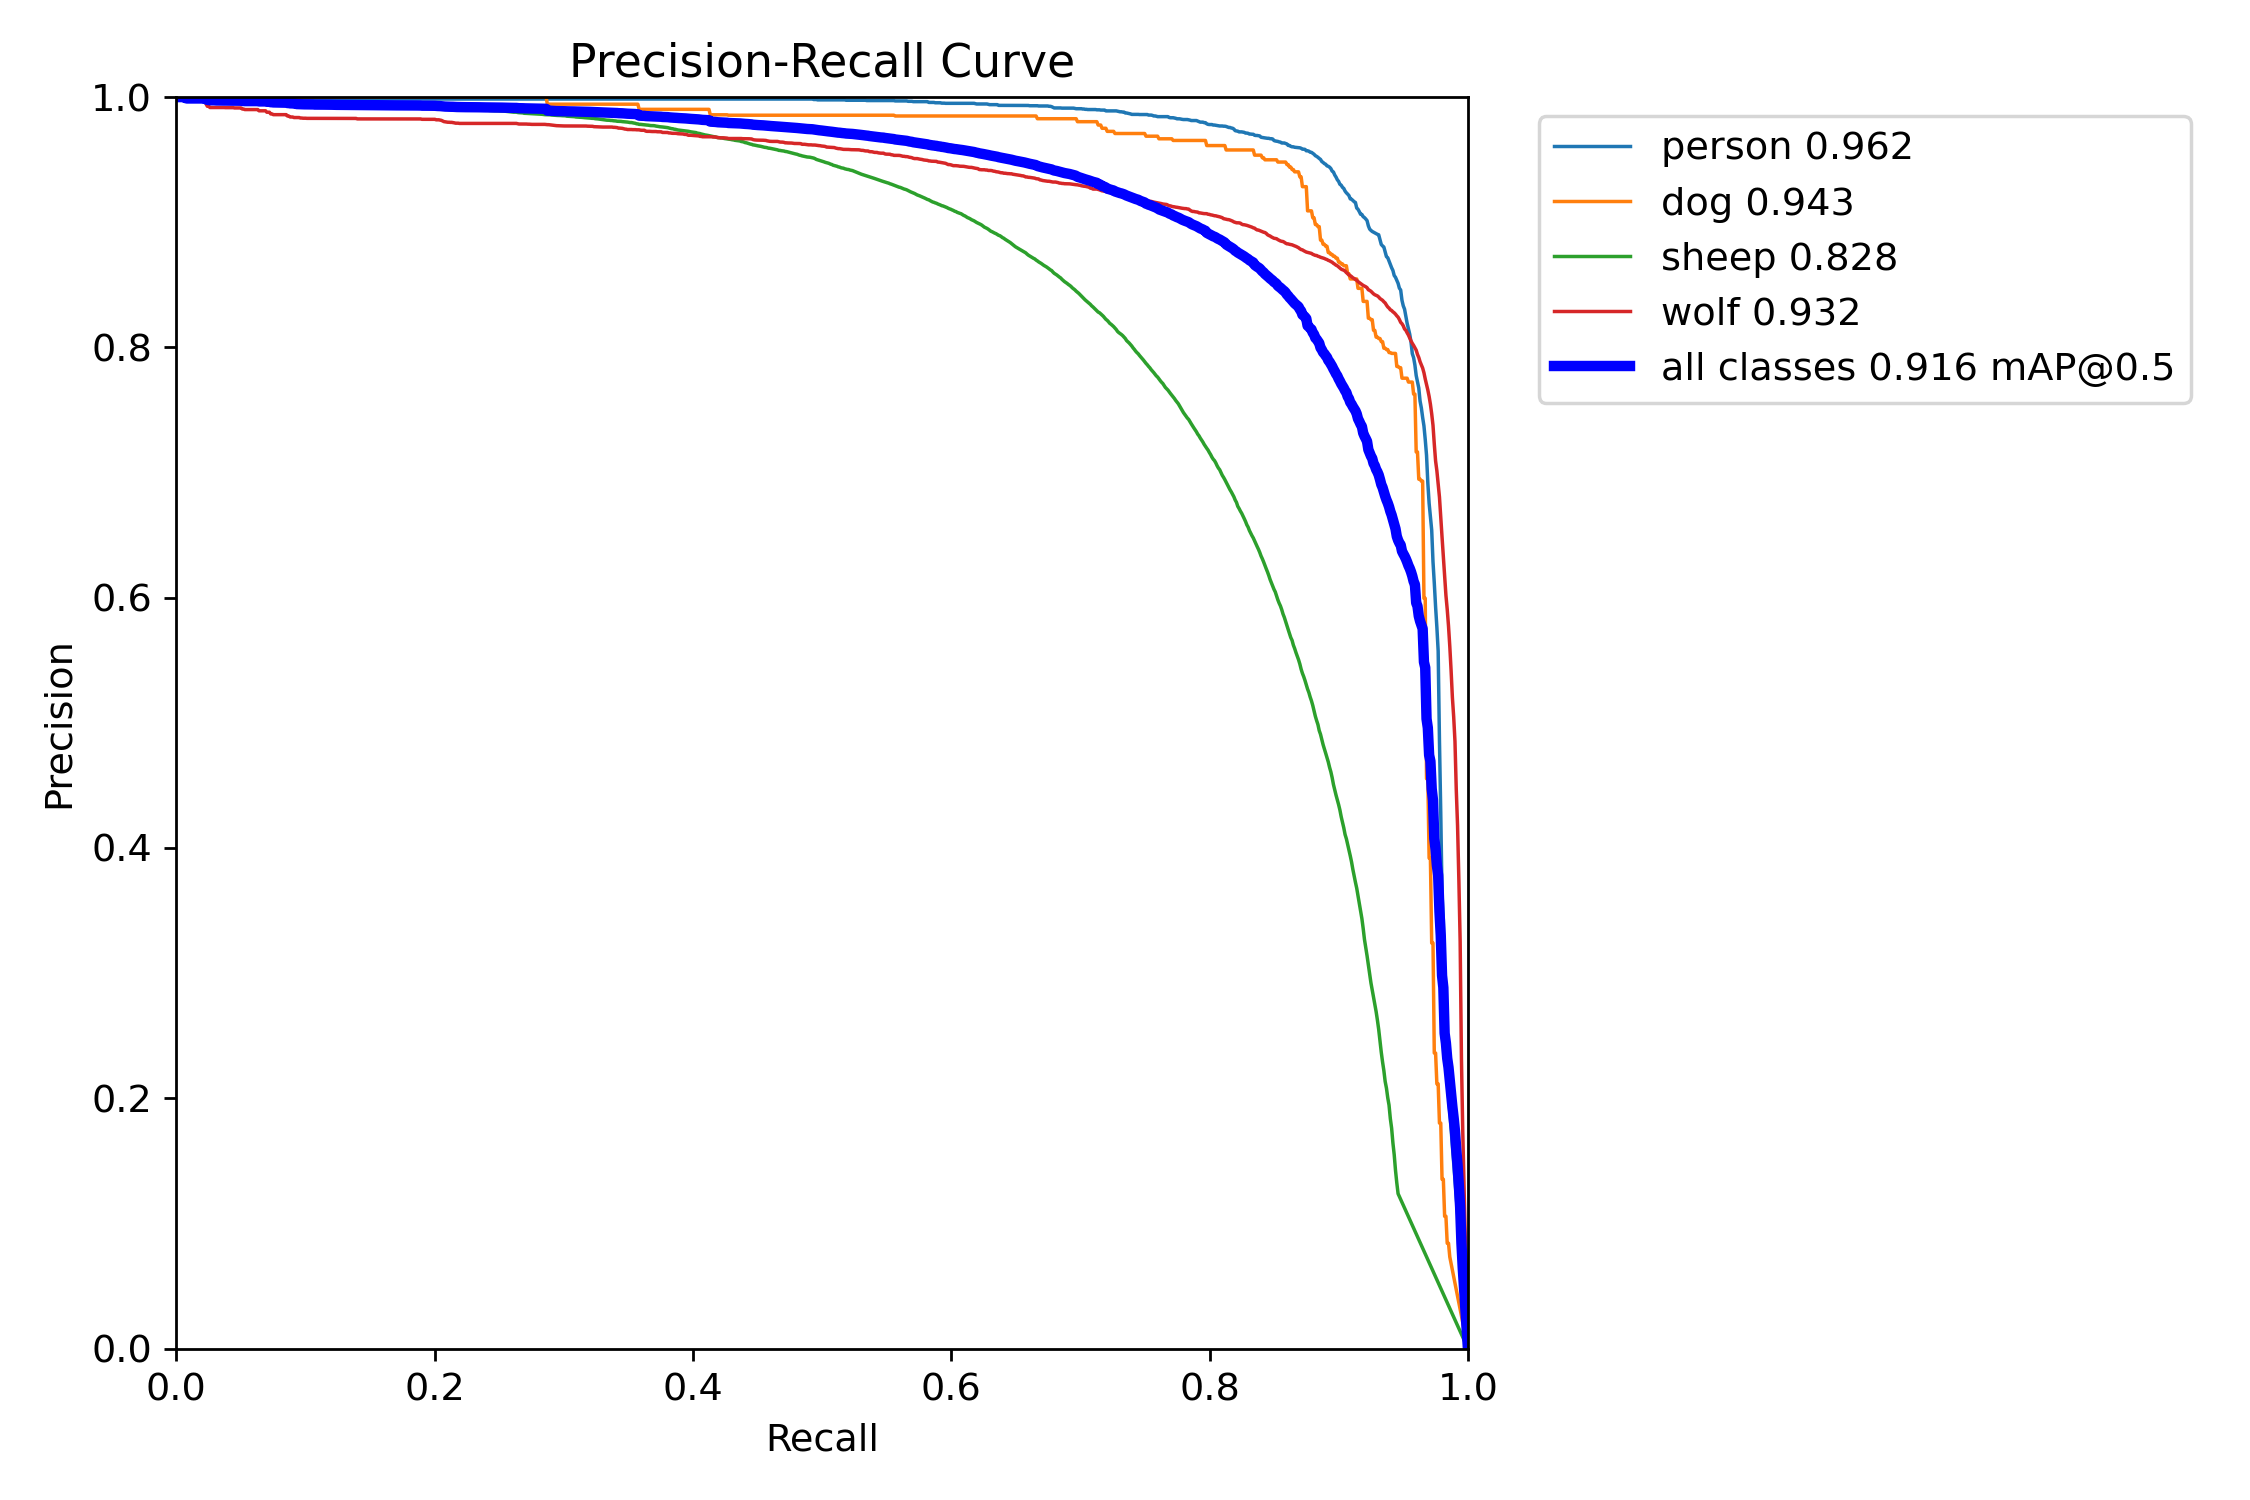 Precision-Recall Curve
1.0
0.8
0.6
0.4
0.2
0.0
Precision
0.0 0.2 0.4 0.6 0.8 1.0
Recall
person 0.962
dog 0.943
sheep 0.828
wolf 0.932
all classes 0.916 mAP@0.5